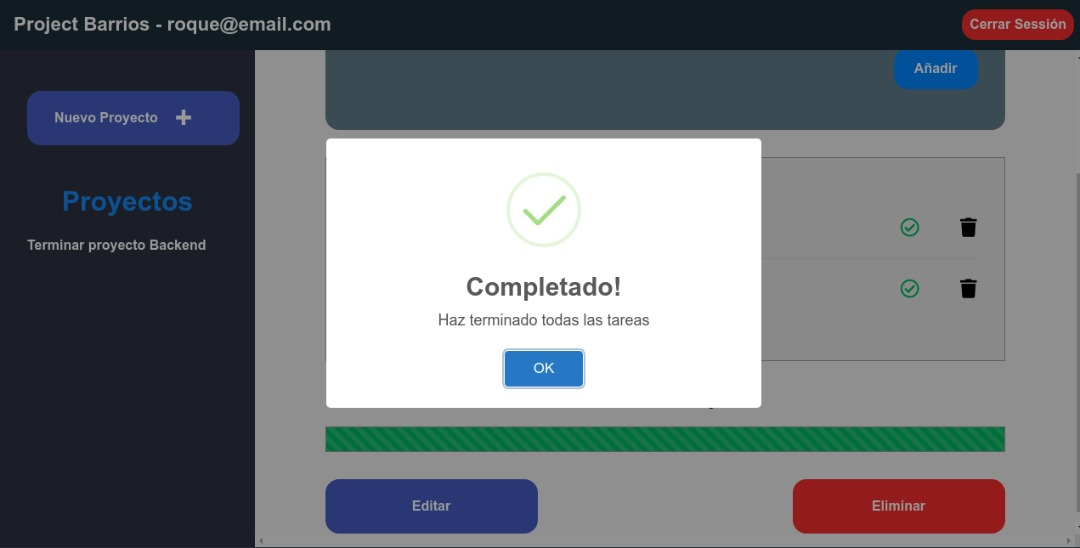 Project Barrios - roque@email.com
Cerrar Sesión
Nuevo Proyecto
Añadir
Proyectos
Terminar proyecto Backend
Completado!
Haz terminado todas las tareas
OK
Editar
Eliminar